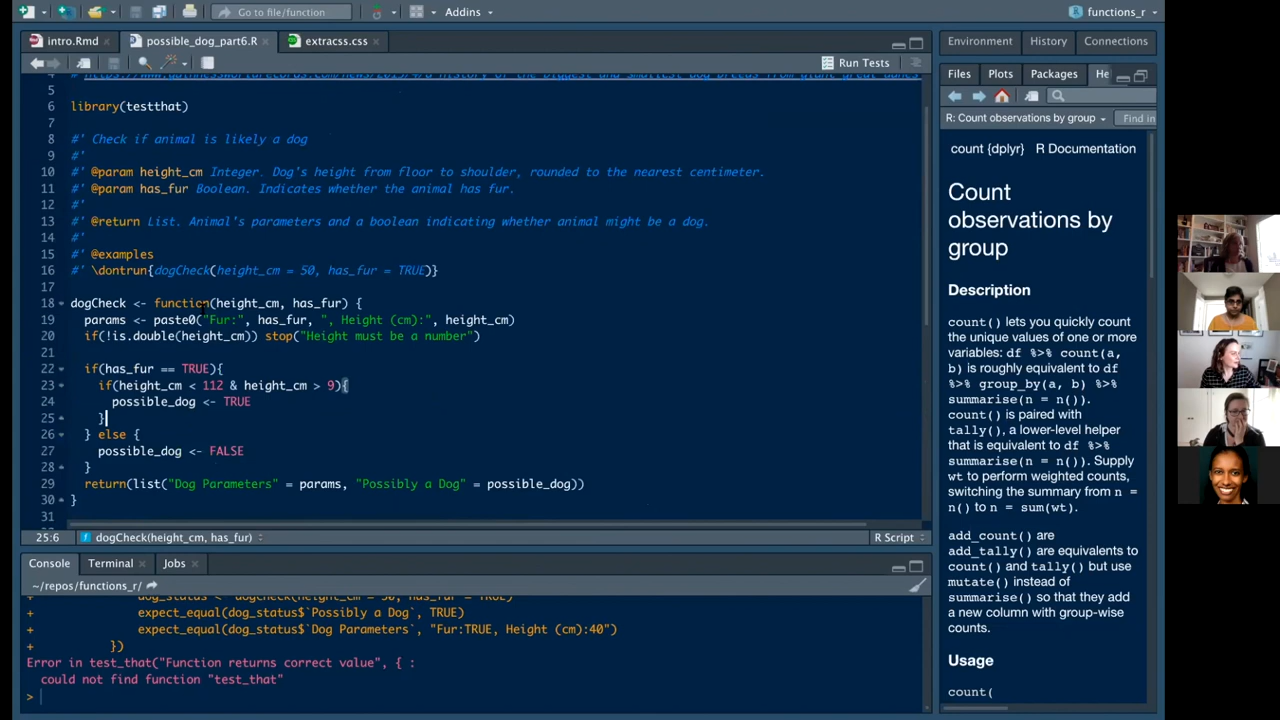 Go to file/function
Addins
functions_r
intro.Rmd
possible_dog_part6.R
extracss.css
Run Tests
4
5
6 library(testthat)
7
8 #' Check if animal is likely a dog
9 #'
10 #' @param height_cm Integer. Dog's height from floor to shoulder, rounded to the nearest centimeter.
11 #' @param has_fur Boolean. Indicates whether the animal has fur.
12 #'
13 #' @return List. Animal's parameters and a boolean indicating whether animal might be a dog.
14 #'
15 #' @examples
16 #' \dontrun{dogCheck(height_cm = 50, has_fur = TRUE)}
17
18 dogCheck <- function(height_cm, has_fur) {
19 params <- paste0("Fur:", has_fur, ", Height (cm):", height_cm)
20 if(!is.double(height_cm)) stop("Height must be a number")
21
22 if(has_fur == TRUE){
23 if(height_cm < 112 & height_cm > 9){
24 possible_dog <- TRUE
25 }
26 } else {
27 possible_dog <- FALSE
28 }
29 return(list("Dog Parameters" = params, "Possibly a Dog" = possible_dog))
30 }
31
25:6 dogCheck(height_cm, has_fur)
R Script
Console
Terminal
Jobs
~/repos/functions_r/
+ dog_status <- dogCheck(height_cm = 50, has_fur = TRUE)
+ expect_equal(dog_status$`Possibly a Dog`, TRUE)
+ expect_equal(dog_status$`Dog Parameters`, "Fur:TRUE, Height (cm):40")
+ })
Error in test_that("Function returns correct value", { :
could not find function "test_that"
>
Environment
History
Connections
Files
Plots
Packages
He
R: Count observations by group
Find in
count {dplyr} R Documentation
Count
observations by
group
Description
count() lets you quickly count
the unique values of one or more
variables: df %>% count(a,
b) is roughly equivalent to
df %>% group_by(a, b) %>%
summarise(n = n()).
count() is paired with
tally(), a lower-level helper
that is equivalent to df %>%
summarise(n = n()). Supply
wt to perform weighted counts,
switching the summary from n =
n() to n = sum(wt).
add_count() are
add_tally() are equivalents to
count() and tally() but use
mutate() instead of
summarise() so that they add
a new column with group-wise
counts.
Usage
count(